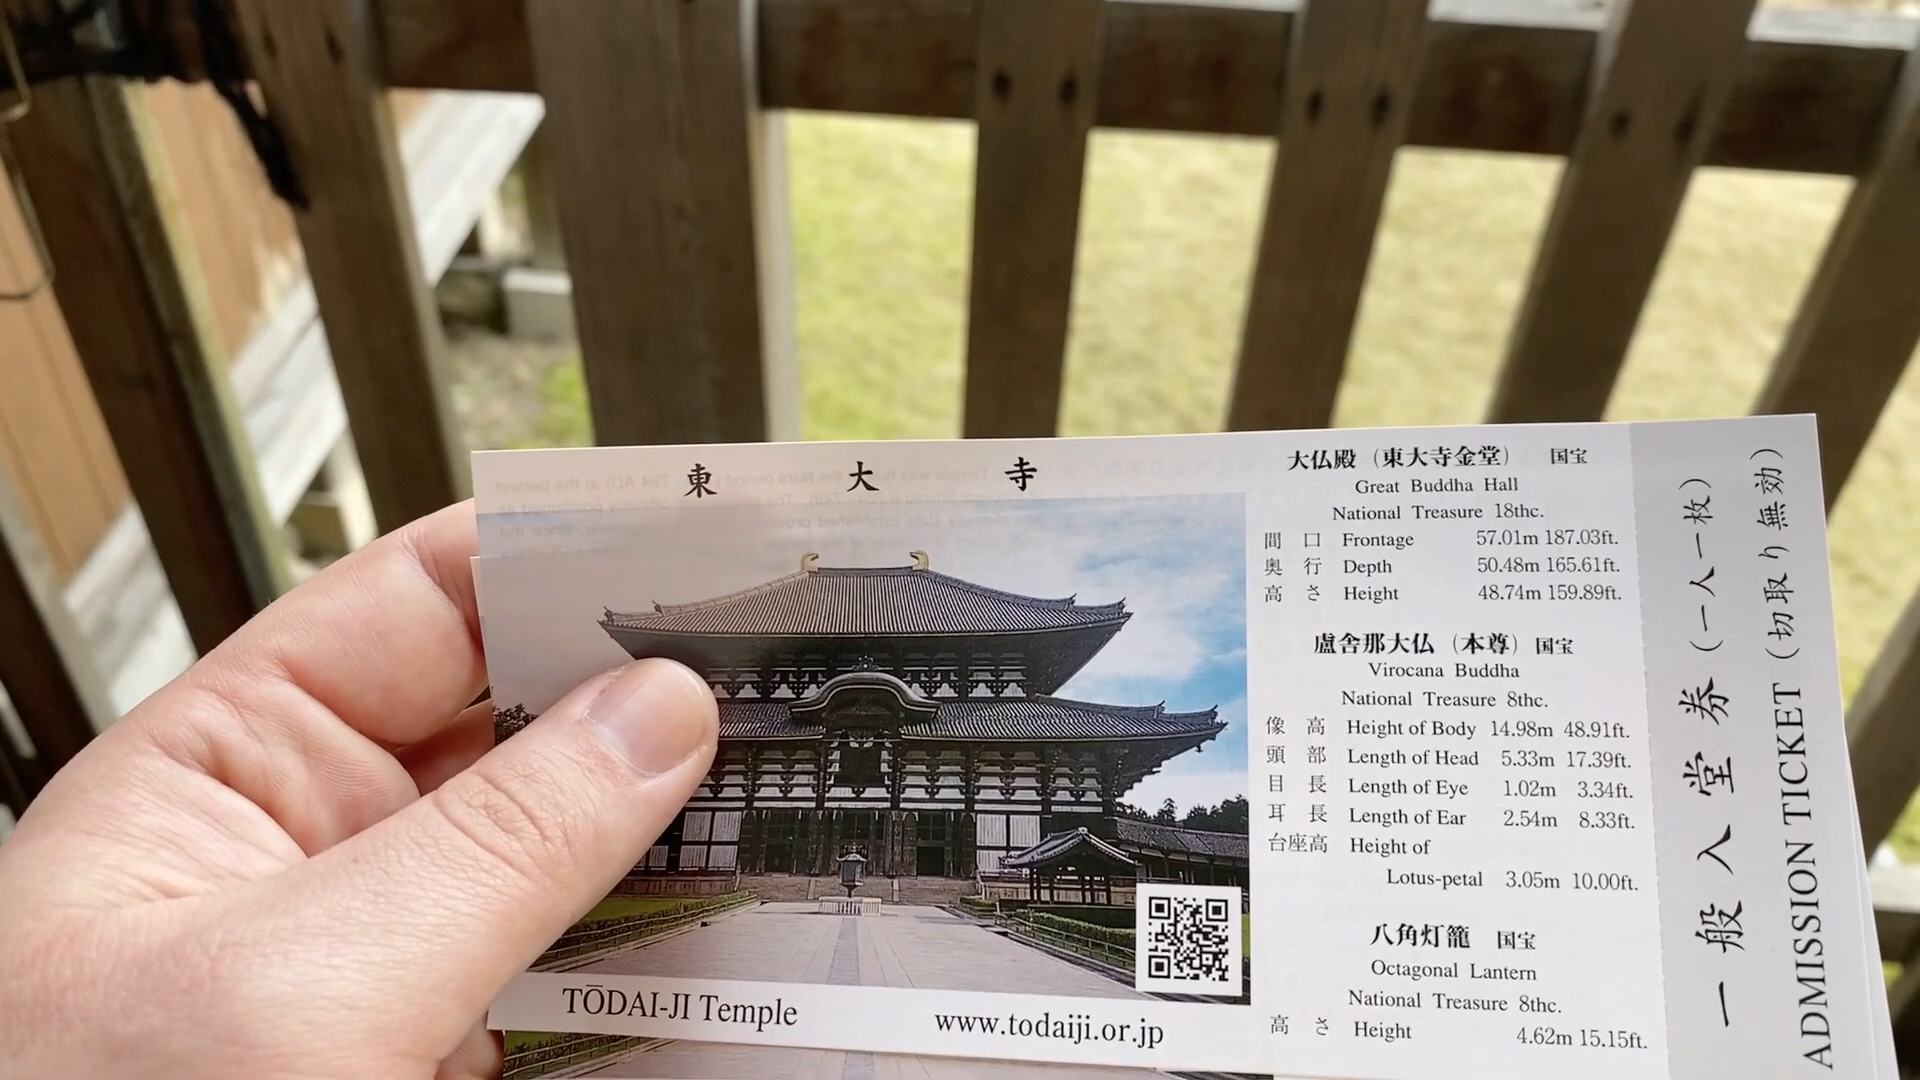 東 大 寺
TŌDAI-JI Temple
www.todaiji.or.jp
大仏殿（東大寺金堂） 国宝
Great Buddha Hall
National Treasure 18thc.
間 口 Frontage 57.01m 187.03ft.
奥 行 Depth 50.48m 165.61ft.
高 さ Height 48.74m 159.89ft.
盧舎那大仏（本尊） 国宝
Virocana Buddha
National Treasure 8thc.
像 高 Height of Body 14.98m 48.91ft.
頭 部 Length of Head 5.33m 17.39ft.
目 長 Length of Eye 1.02m 3.34ft.
耳 長 Length of Ear 2.54m 8.33ft.
台座高 Height of
Lotus-petal 3.05m 10.00ft.
八角灯籠 国宝
Octagonal Lantern
National Treasure 8thc.
高 さ Height 4.62m 15.15ft.
一般入堂券（一人一枚）
ADMISSION TICKET（切取り無効）